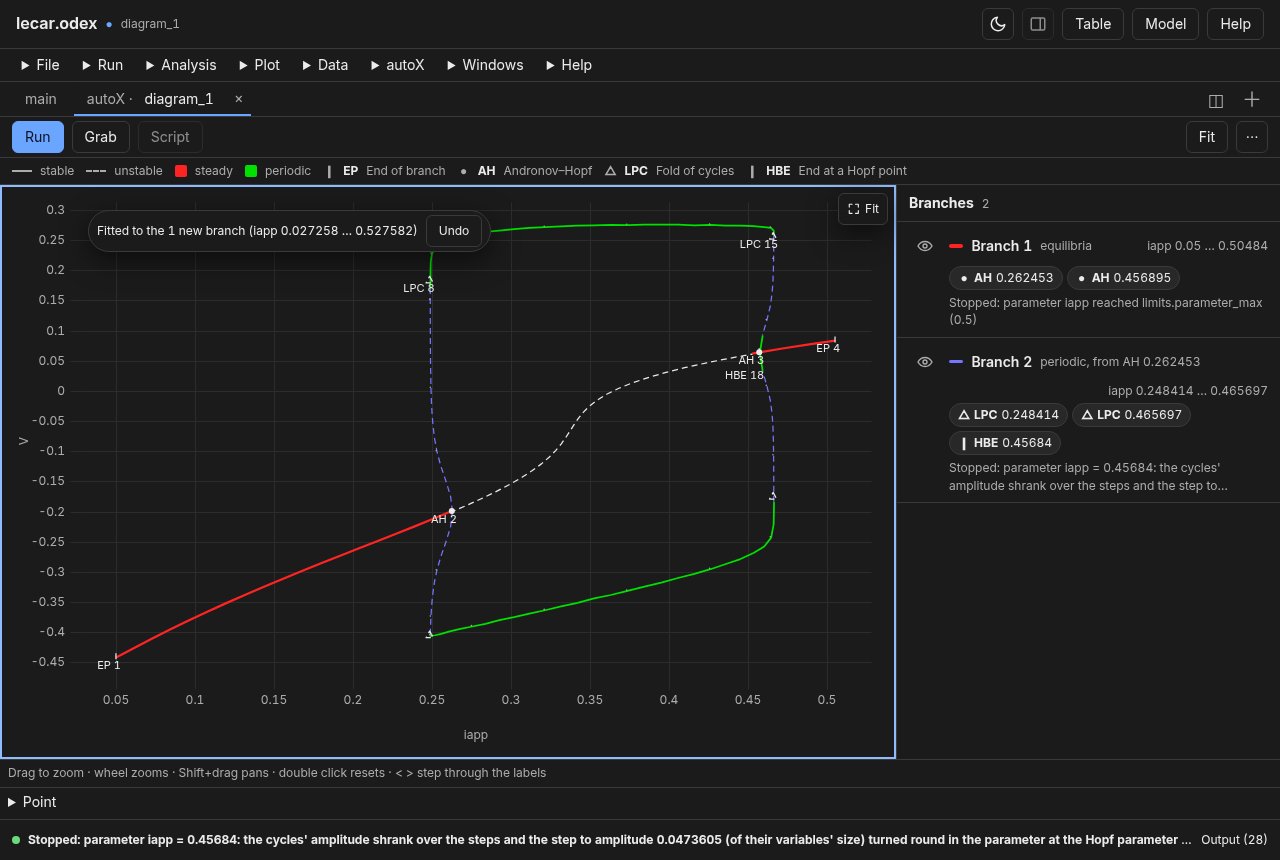 lecar.odex ● diagram_1 Table Model Help
▶ File ▶ Run ▶ Analysis ▶ Plot ▶ Data ▶ autoX ▶ Windows ▶ Help
main autoX · diagram_1 ×
Run Grab Script Fit ...
stable unstable steady periodic EP End of branch AH Andronov–Hopf LPC Fold of cycles HBE End at a Hopf point
Fitted to the 1 new branch (iapp 0.027258 ... 0.527582) Undo
Fit
0.3
0.25
0.2
0.15
0.1
0.05
0
-0.05
-0.1
-0.15
-0.2
-0.25
-0.3
-0.35
-0.4
-0.45
V
LPC 15
LPC 8
AH 3
EP 4
HBE 18
AH 2
EP 1
0.05 0.1 0.15 0.2 0.25 0.3 0.35 0.4 0.45 0.5
iapp
Branches 2
Branch 1 equilibria iapp 0.05 ... 0.50484
AH 0.262453 AH 0.456895
Stopped: parameter iapp reached limits.parameter_max
(0.5)
Branch 2 periodic, from AH 0.262453
iapp 0.248414 ... 0.465697
LPC 0.248414 LPC 0.465697
HBE 0.45684
Stopped: parameter iapp = 0.45684: the cycles'
amplitude shrank over the steps and the step to...
Drag to zoom · wheel zooms · Shift+drag pans · double click resets · < > step through the labels
▶ Point
Stopped: parameter iapp = 0.45684: the cycles' amplitude shrank over the steps and the step to amplitude 0.0473605 (of their variables' size) turned round in the parameter at the Hopf parameter ... Output (28)